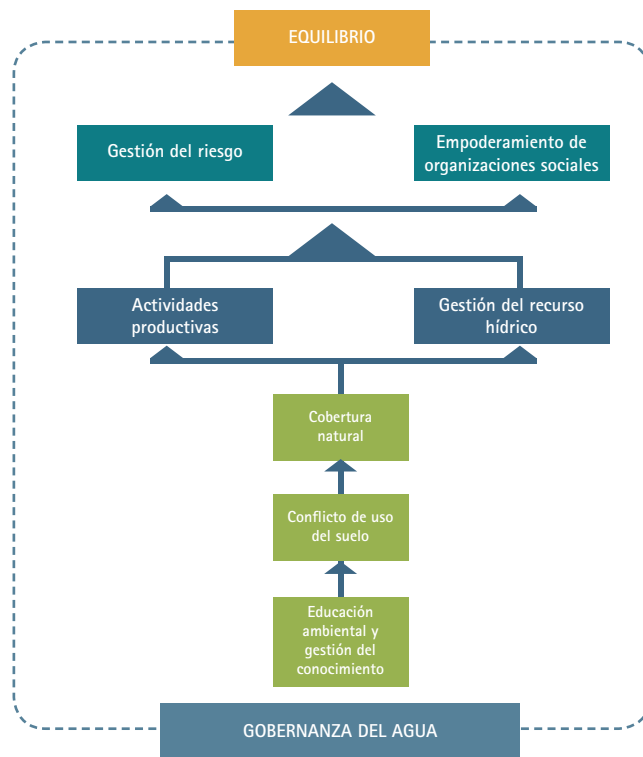 EQUILIBRIO
Gestión del riesgo
Empoderamiento de
organizaciones sociales
Actividades
productivas
Gestión del recurso
hídrico
Cobertura
natural
Conflicto de uso
del suelo
Educación
ambiental y
gestión del
conocimiento
GOBERNANZA DEL AGUA